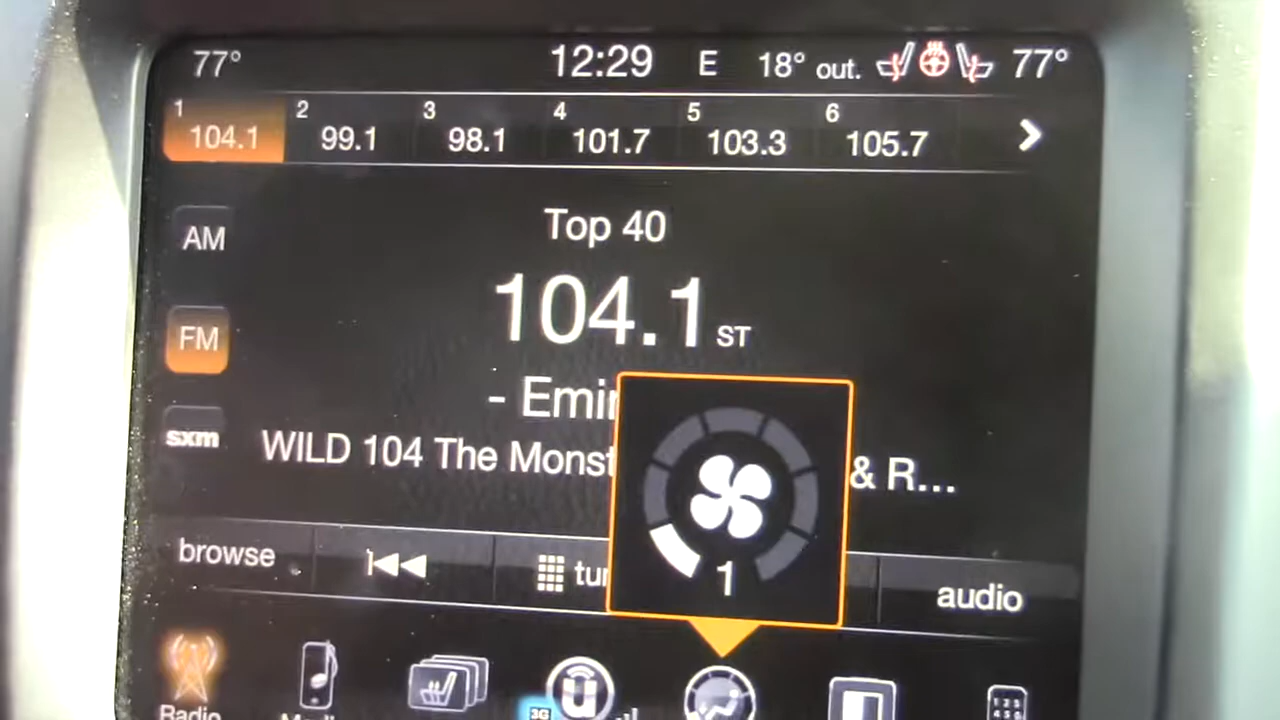 77° 12:29 E 18° out. 77°
1 2 3 4 5 6
104.1 99.1 98.1 101.7 103.3 105.7
AM
Top 40
104.1 ST
FM
- Emi
sxm
WILD 104 The Monst & R...
browse tu audio
1
3G
Radio